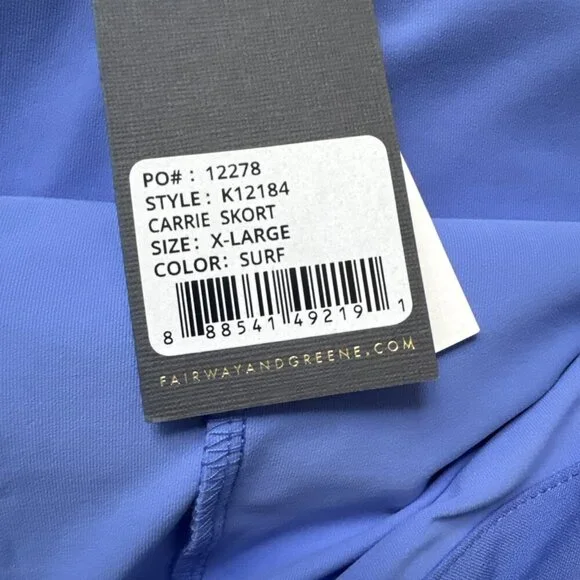 PO# : 12278
STYLE : K12184
CARRIE SKORT
SIZE: X-LARGE
COLOR: SURF
8 88541 49219 1
FAIRWAYANDGREENE.COM